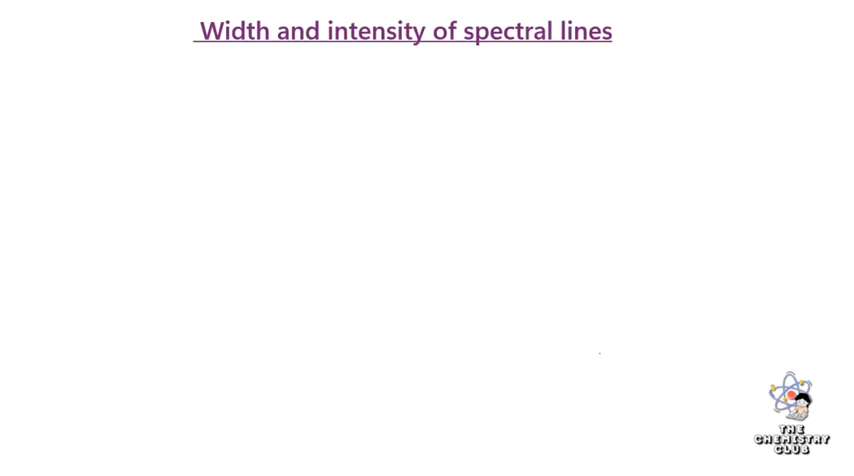 Width and intensity of spectral lines
THE
CHEMISTRY
CLUB